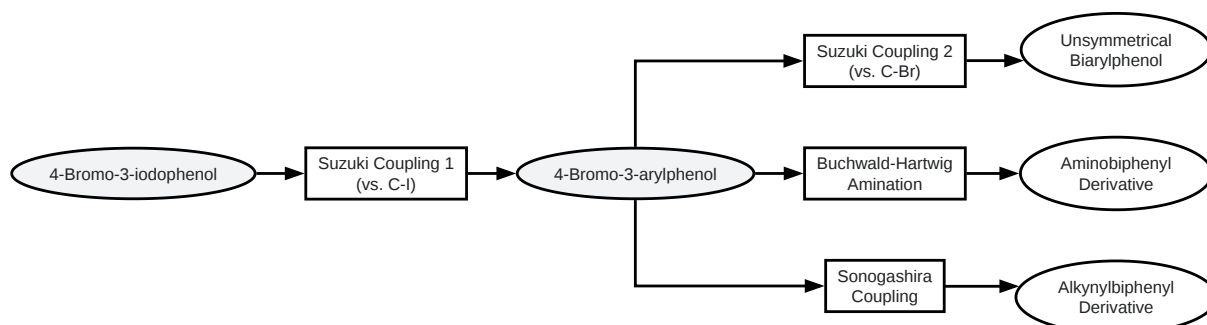 Suzuki Coupling 2
(vs. C-Br)
Unsymmetrical
Biarylphenol
4-Bromo-3-iodophenol
Suzuki Coupling 1
(vs. C-I)
4-Bromo-3-arylphenol
Buchwald-Hartwig
Amination
Aminobiphenyl
Derivative
Sonogashira
Coupling
Alkynylbiphenyl
Derivative